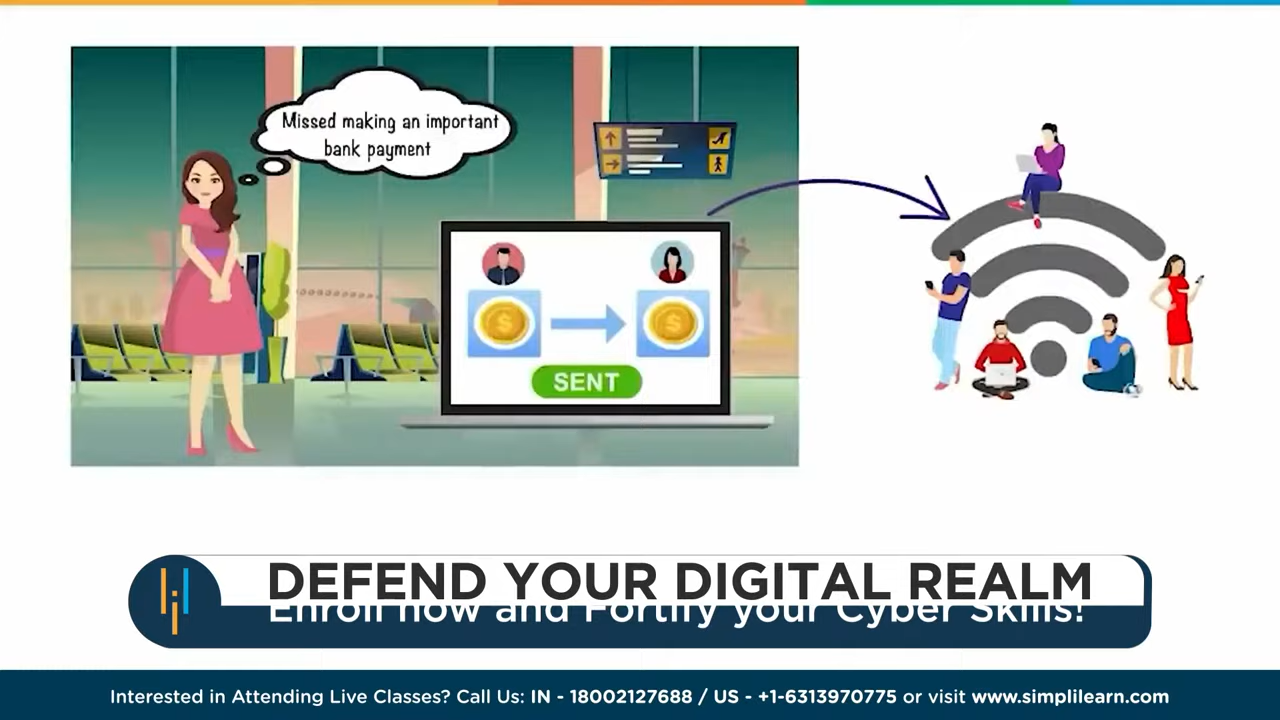 Missed making an important
bank payment
SENT
DEFEND YOUR DIGITAL REALM
Enroll now and Fortify your Cyber Skills!
Interested in Attending Live Classes? Call Us: IN - 18002127688 / US - +1-6313970775 or visit www.simplilearn.com